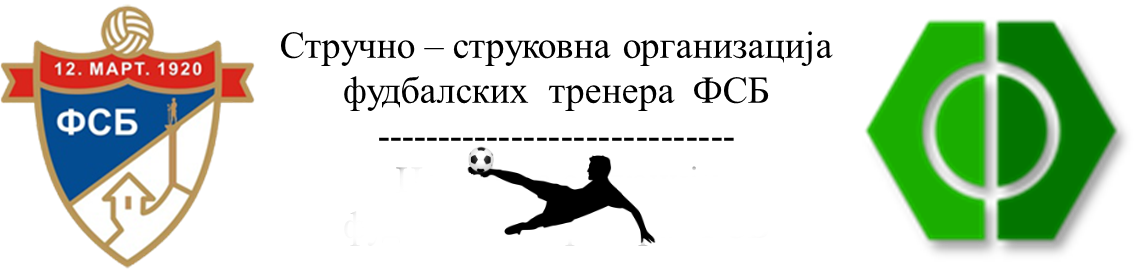 12. МАРТ. 1920
ФСБ
Стручно – струковна организација
фудбалских тренера ФСБ
------------------------------